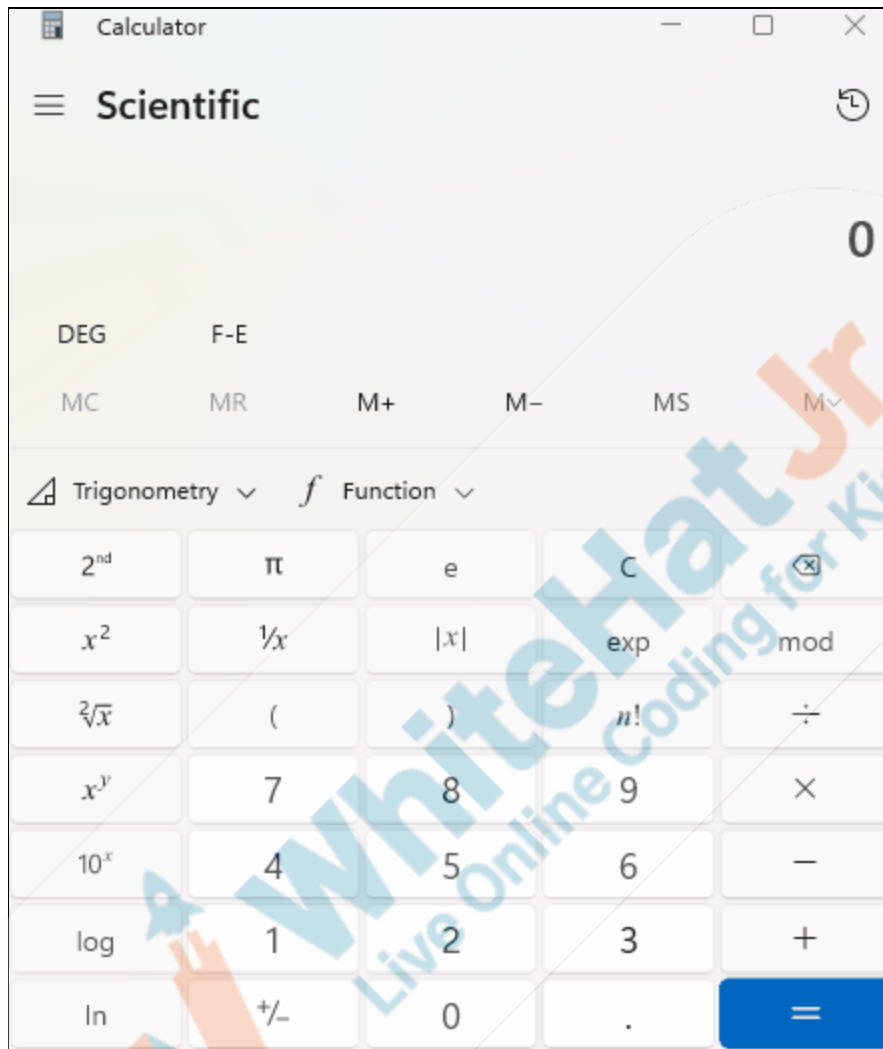 Calculator
Scientific
0
DEG F-E
MC MR M+ M− MS M
Trigonometry f Function
2ⁿᵈ π e C
x² ¹/x |x| exp mod
²√x ( ) n! ÷
xʸ 7 8 9 ×
10ˣ 4 5 6 −
log 1 2 3 +
ln +/− 0 . =
WhiteHat Jr
Live Online Coding for Ki